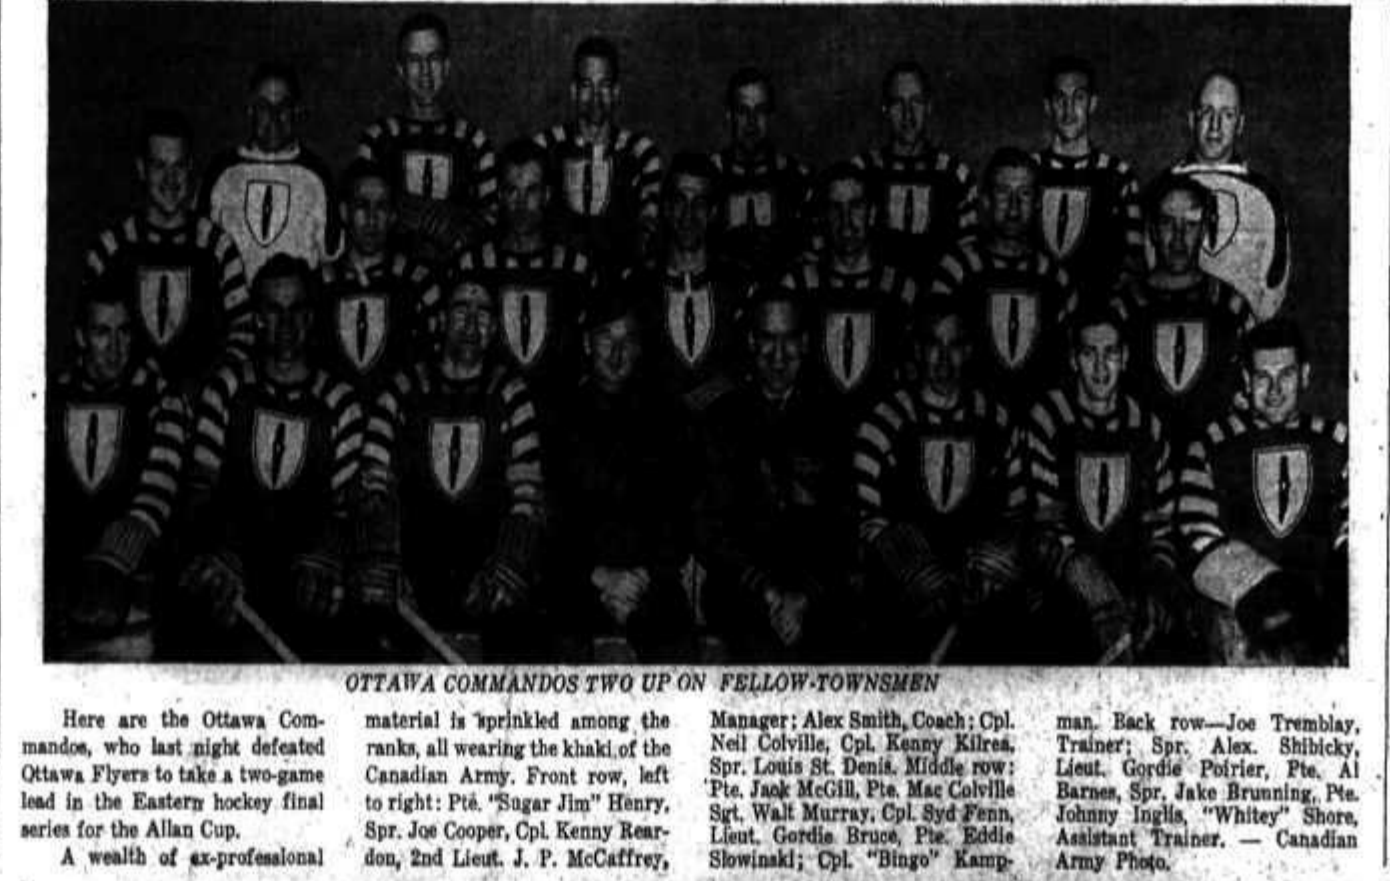 OTTAWA COMMANDOS TWO UP ON FELLOW-TOWNSMEN
Here are the Ottawa Com-
mandos, who last night defeated
Ottawa Flyers to take a two-game
lead in the Eastern hockey final
series for the Allan Cup.
A wealth of ex-professional
material is sprinkled among the
ranks, all wearing the khaki of the
Canadian Army. Front row, left
to right: Pte. "Sugar Jim" Henry,
Spr. Joe Cooper, Cpl. Kenny Rear-
don, 2nd Lieut. J. P. McCaffrey,
Manager; Alex Smith, Coach; Cpl.
Neil Colville, Cpl. Kenny Kilrea,
Spr. Louis St. Denis. Middle row:
Pte. Jack McGill, Pte. Mac Colville
Sgt. Walt Murray, Cpl. Syd Fenn,
Lieut. Gordie Bruce, Pte. Eddie
Slowinski; Cpl. "Bingo" Kamp-
man. Back row—Joe Tremblay,
Trainer; Spr. Alex. Shibicky,
Lieut. Gordie Poirier, Pte. Al
Barnes, Spr. Jake Brunning, Pte.
Johnny Inglis, "Whitey" Shore,
Assistant Trainer. — Canadian
Army Photo.